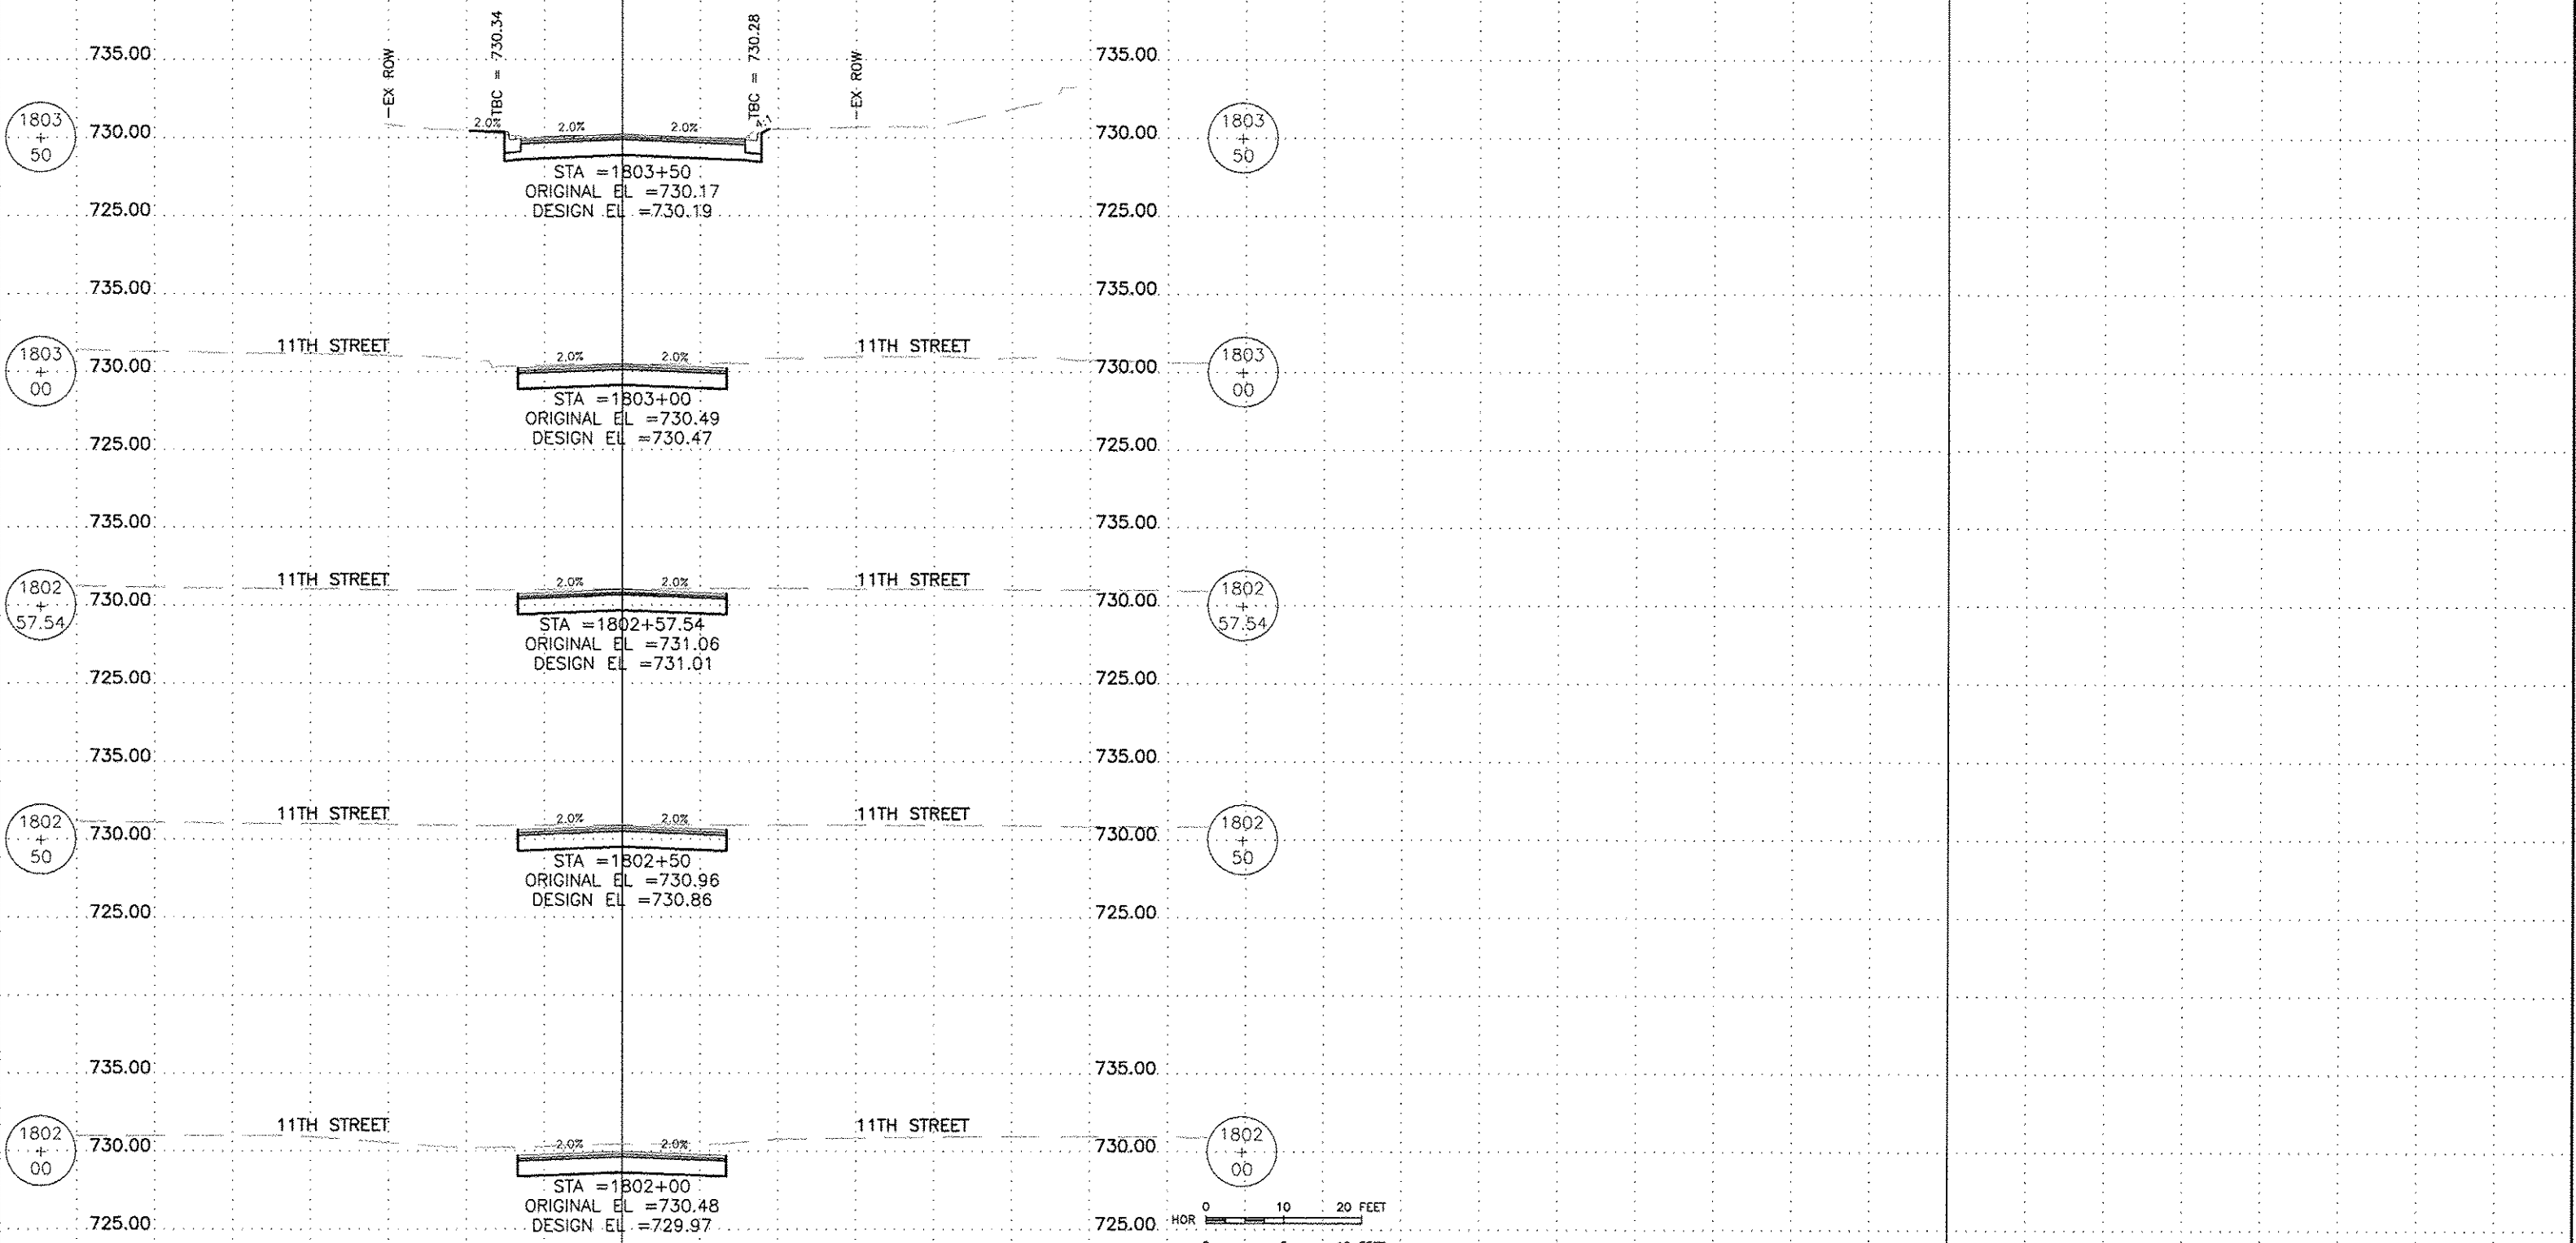 TBC = 730.34
TBC = 730.28
EX ROW
EX ROW
735.00
735.00
2.0%
2.0%
2.0%
4:1
1803
+
50
730.00
730.00
1803
+
50
STA =1803+50
ORIGINAL EL =730.17
DESIGN EL =730.19
725.00
725.00
735.00
735.00
11TH STREET
11TH STREET
2.0%
2.0%
1803
+
00
730.00
730.00
1803
+
00
STA =1803+00
ORIGINAL EL =730.49
DESIGN EL =730.47
725.00
725.00
735.00
735.00
11TH STREET
11TH STREET
2.0%
2.0%
1802
+
57.54
730.00
730.00
1802
+
57.54
STA =1802+57.54
ORIGINAL EL =731.06
DESIGN EL =731.01
725.00
725.00
735.00
735.00
11TH STREET
11TH STREET
2.0%
2.0%
1802
+
50
730.00
730.00
1802
+
50
STA =1802+50
ORIGINAL EL =730.96
DESIGN EL =730.86
725.00
725.00
735.00
735.00
11TH STREET
11TH STREET
2.0%
2.0%
1802
+
00
730.00
730.00
1802
+
00
STA =1802+00
ORIGINAL EL =730.48
DESIGN EL =729.97
725.00
725.00
HOR
0 10 20 FEET